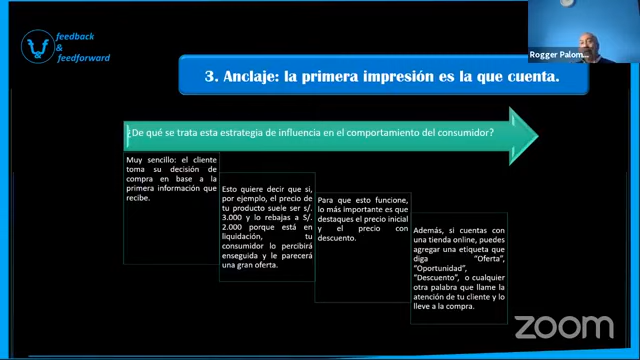 feedback
&
feedforward
Rogger Palom...
3. Anclaje: la primera impresión es la que cuenta.
¿De qué se trata esta estrategia de influencia en el comportamiento del consumidor?
Muy sencillo: el cliente
toma su decisión de
compra en base a la
primera información que
recibe.
Esto quiere decir que si,
por ejemplo, el precio de
tu producto suele ser s/.
3.000 y lo rebajas a S/.
2.000 porque está en
liquidación, tu
consumidor lo percibirá
enseguida y le parecerá
una gran oferta.
Para que esto funcione,
lo más importante es que
destaques el precio inicial
y el precio con
descuento.
Además, si cuentas con
una tienda online, puedes
agregar una etiqueta que
diga "Oferta",
"Oportunidad",
"Descuento", o cualquier
otra palabra que llame la
atención de tu cliente y lo
lleve a la compra.
zoom